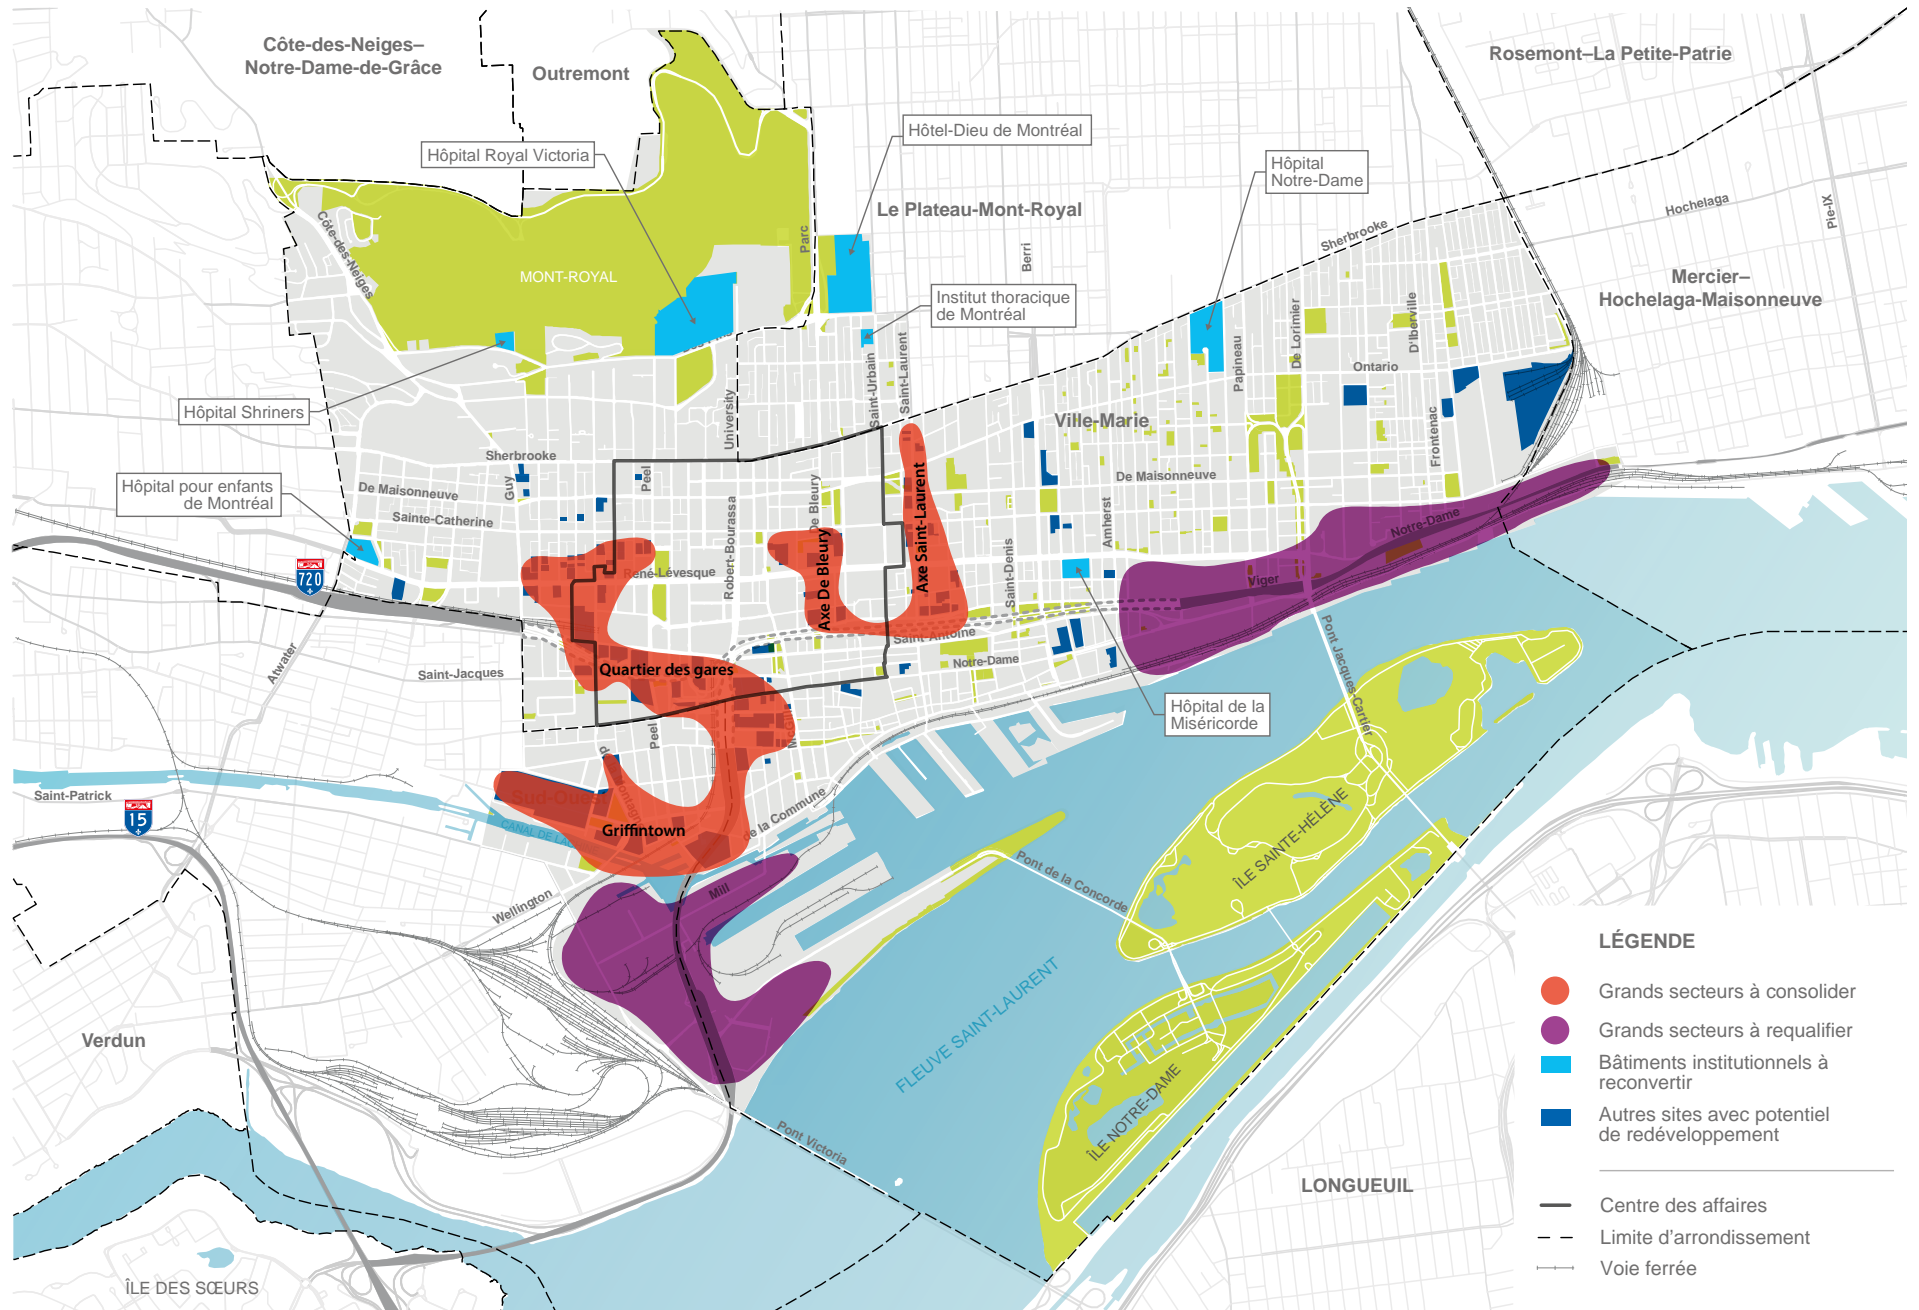 Côte-des-Neiges–
Notre-Dame-de-Grâce
Outremont
Rosemont–La Petite-Patrie
Hôpital Royal Victoria
Hôtel-Dieu de Montréal
Hôpital
Notre-Dame
Le Plateau-Mont-Royal
Hochelaga
Pie-IX
Sherbrooke
Parc
Berri
Côte-des-Neiges
MONT-ROYAL
Mercier–
Hochelaga-Maisonneuve
Institut thoracique
de Montréal
De Lorimier
D'Iberville
Saint-Urbain
Saint-Laurent
Papineau
Ontario
Hôpital Shriners
University
Ville-Marie
Frontenac
Sherbrooke
Peel
Guy
De Maisonneuve
De Bleury
De Maisonneuve
Hôpital pour enfants
de Montréal
Sainte-Catherine
Robert-Bourassa
Amherst
Notre-Dame
Axe Saint-Laurent
Axe De Bleury
720
René-Lévesque
Saint-Denis
Viger
Saint-Antoine
Notre-Dame
Atwater
Saint-Jacques
Quartier des gares
Pont Jacques-Cartier
Hôpital de la
Miséricorde
Peel
McGill
Saint-Patrick
15
Sud-Ouest
Griffintown
de la Commune
ÎLE SAINTE-HÉLÈNE
Pont de la Concorde
Mill
Wellington
FLEUVE SAINT-LAURENT
Verdun
ÎLE NOTRE-DAME
Pont Victoria
LONGUEUIL
ÎLE DES SŒURS
LÉGENDE
Grands secteurs à consolider
Grands secteurs à requalifier
Bâtiments institutionnels à
reconvertir
Autres sites avec potentiel
de redéveloppement
Centre des affaires
Limite d'arrondissement
Voie ferrée